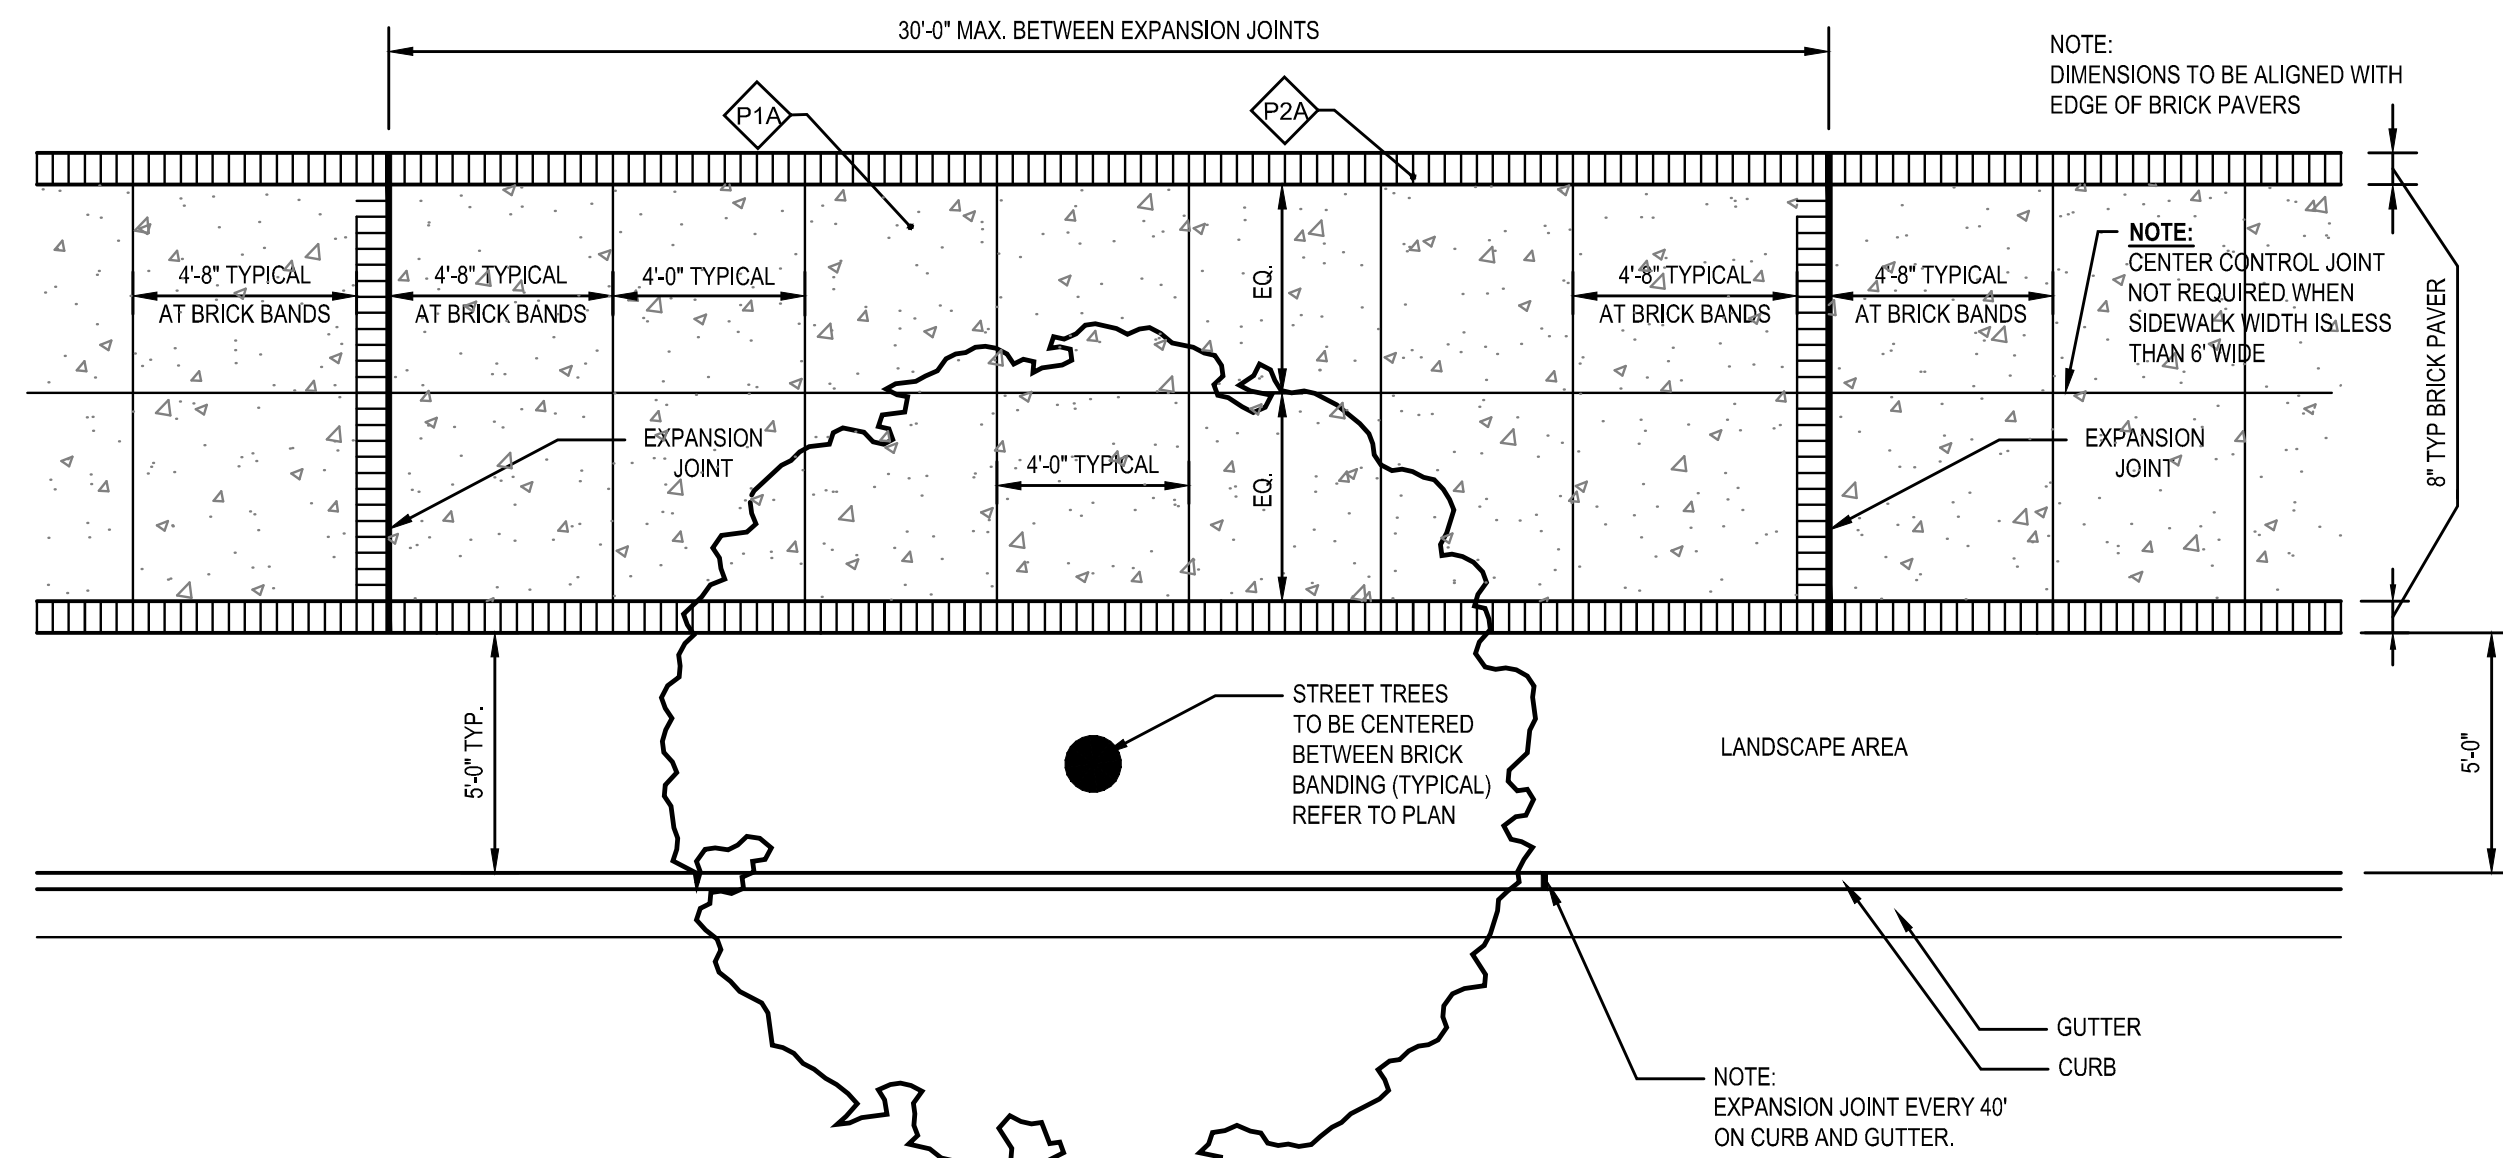 30'-0" MAX. BETWEEN EXPANSION JOINTS
NOTE:
DIMENSIONS TO BE ALIGNED WITH
EDGE OF BRICK PAVERS
P1A
P2A
4'-8" TYPICAL
AT BRICK BANDS
4'-8" TYPICAL
AT BRICK BANDS
4'-0" TYPICAL
EQ.
4'-8" TYPICAL
AT BRICK BANDS
4'-8" TYPICAL
AT BRICK BANDS
NOTE:
CENTER CONTROL JOINT
NOT REQUIRED WHEN
SIDEWALK WIDTH IS LESS
THAN 6' WIDE
8" TYP BRICK PAVER
EXPANSION
JOINT
4'-0" TYPICAL
EQ.
EXPANSION
JOINT
5'-0" TYP.
STREET TREES
TO BE CENTERED
BETWEEN BRICK
BANDING (TYPICAL)
REFER TO PLAN
LANDSCAPE AREA
5'-0"
GUTTER
CURB
NOTE:
EXPANSION JOINT EVERY 40'
ON CURB AND GUTTER.